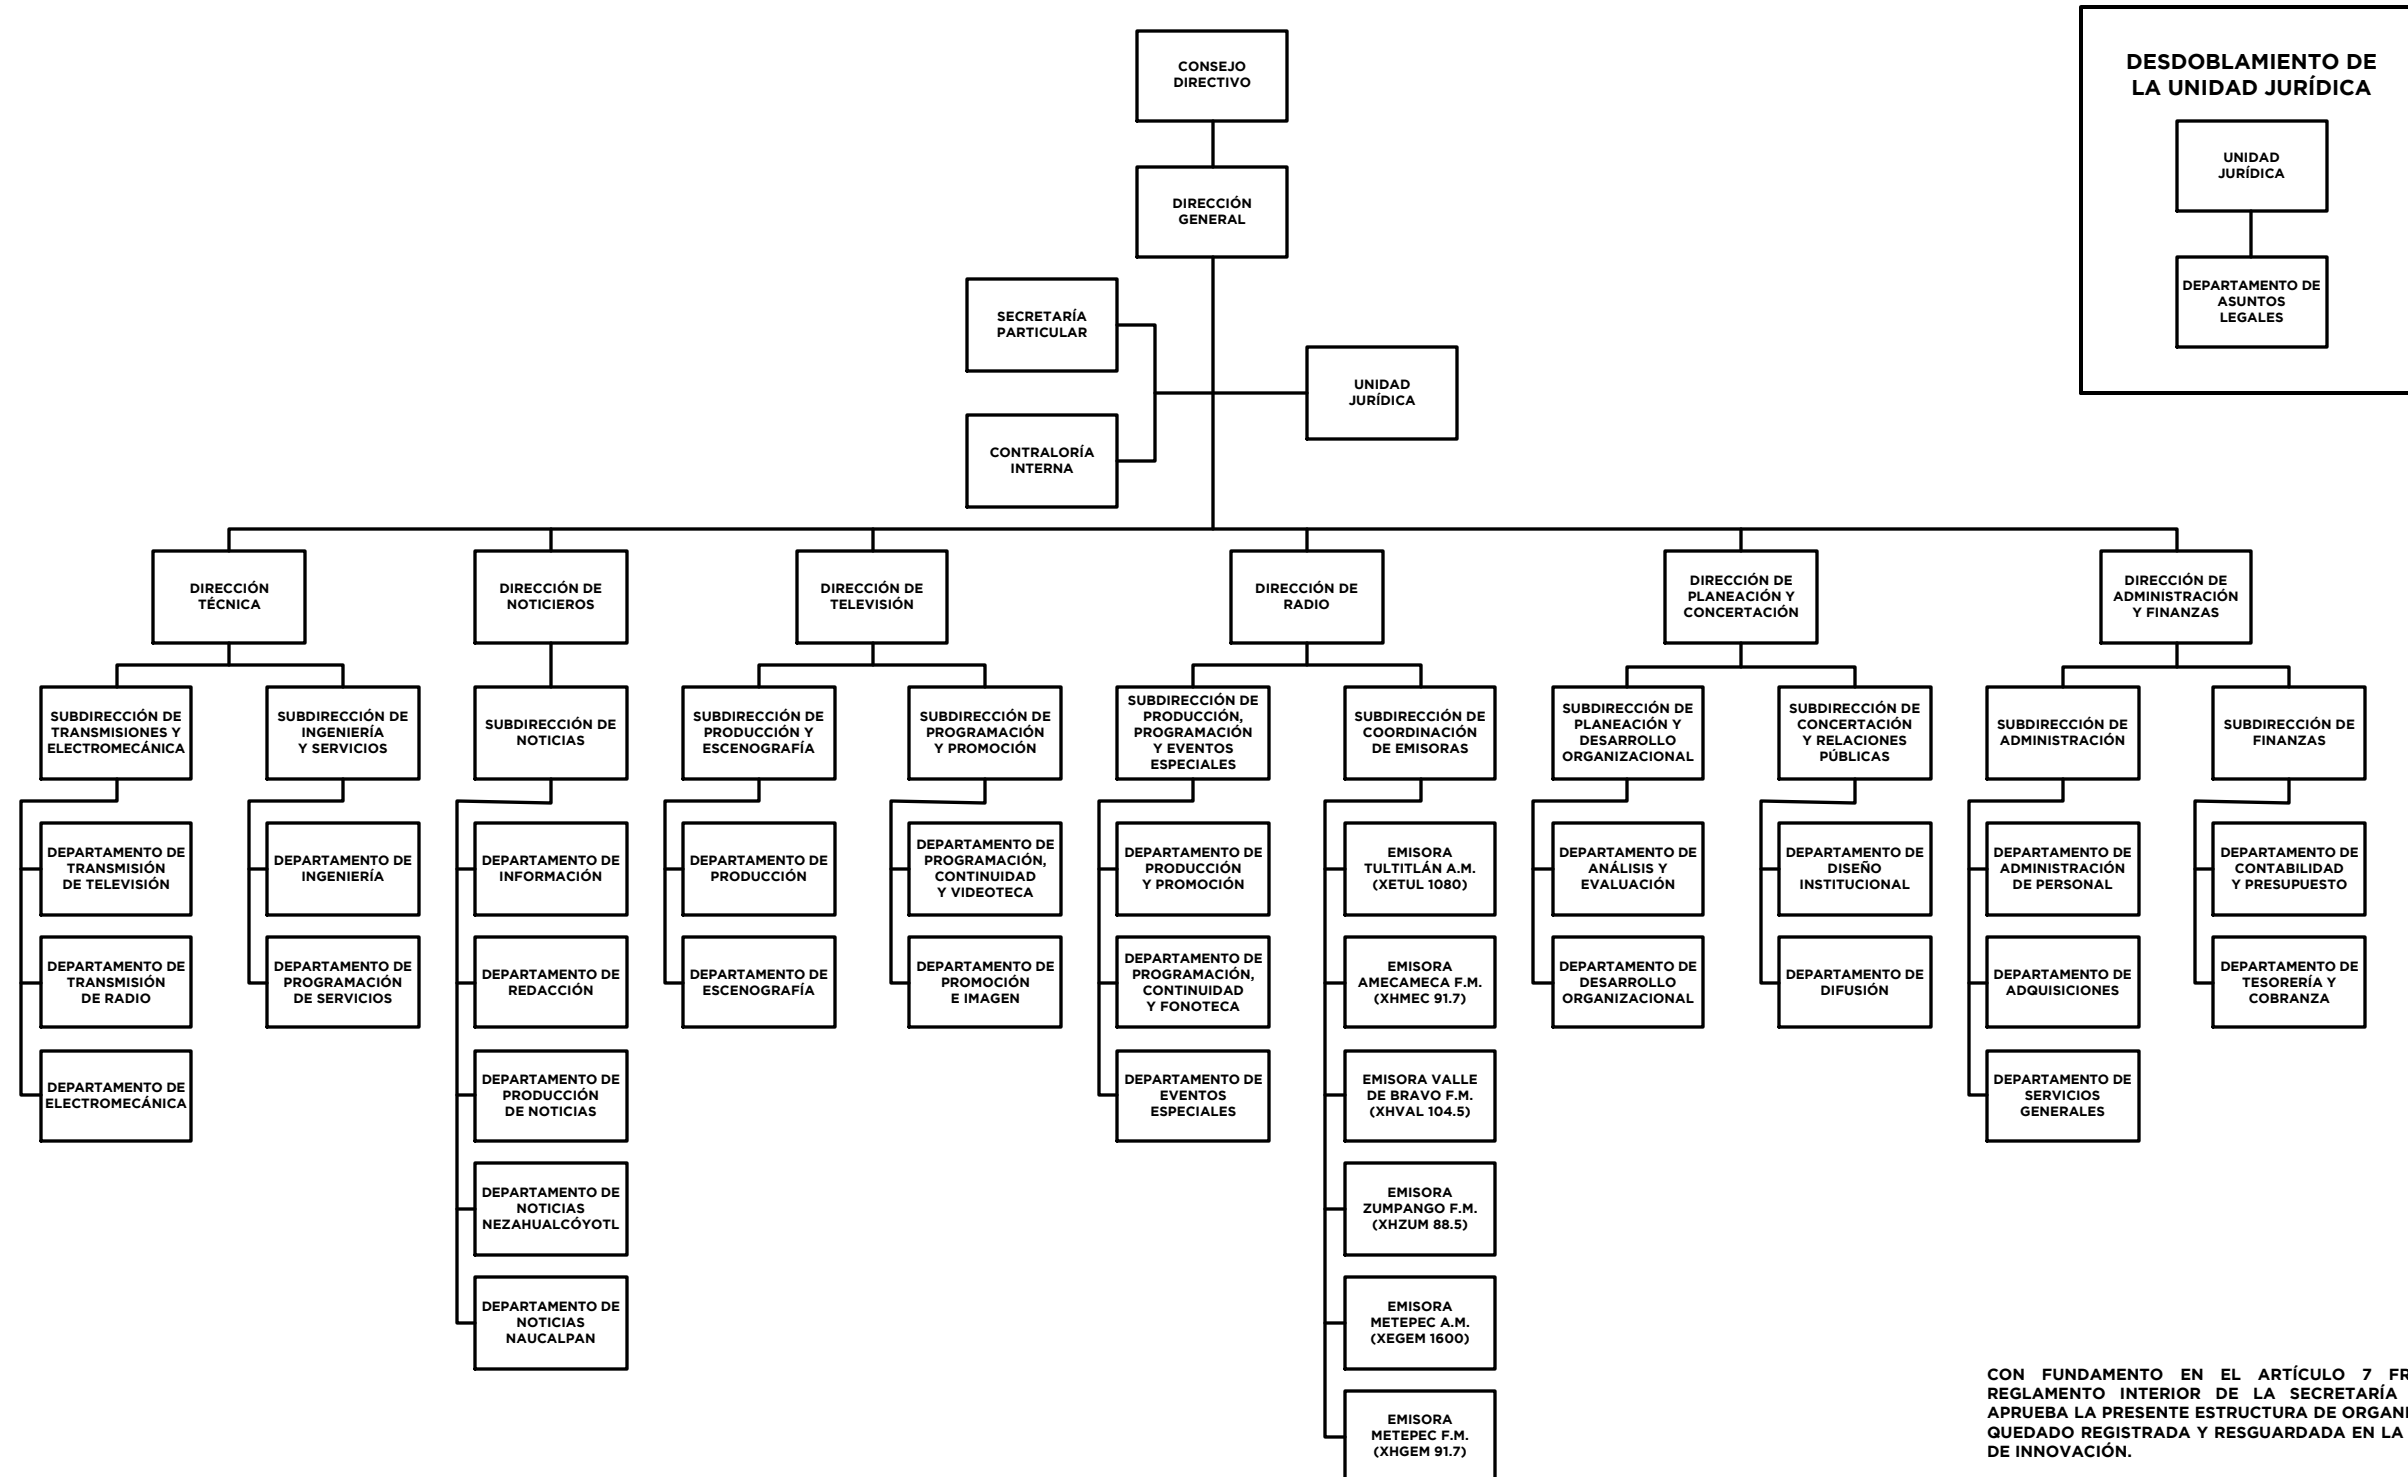 CONSEJO
DIRECTIVO
DIRECCIÓN
GENERAL
SECRETARÍA
PARTICULAR
UNIDAD
JURÍDICA
CONTRALORÍA
INTERNA
DESDOBLAMIENTO DE
LA UNIDAD JURÍDICA
UNIDAD
JURÍDICA
DEPARTAMENTO DE
ASUNTOS
LEGALES
DIRECCIÓN
TÉCNICA
DIRECCIÓN DE
NOTICIEROS
DIRECCIÓN DE
TELEVISIÓN
DIRECCIÓN DE
RADIO
DIRECCIÓN DE
PLANEACIÓN Y
CONCERTACIÓN
DIRECCIÓN DE
ADMINISTRACIÓN
Y FINANZAS
SUBDIRECCIÓN DE
TRANSMISIONES Y
ELECTROMECÁNICA
SUBDIRECCIÓN DE
INGENIERÍA
Y SERVICIOS
SUBDIRECCIÓN DE
NOTICIAS
SUBDIRECCIÓN DE
PRODUCCIÓN Y
ESCENOGRAFÍA
SUBDIRECCIÓN DE
PROGRAMACIÓN
Y PROMOCIÓN
SUBDIRECCIÓN DE
PRODUCCIÓN,
PROGRAMACIÓN
Y EVENTOS
ESPECIALES
SUBDIRECCIÓN DE
COORDINACIÓN
DE EMISORAS
SUBDIRECCIÓN DE
PLANEACIÓN Y
DESARROLLO
ORGANIZACIONAL
SUBDIRECCIÓN DE
CONCERTACIÓN
Y RELACIONES
PÚBLICAS
SUBDIRECCIÓN DE
ADMINISTRACIÓN
SUBDIRECCIÓN DE
FINANZAS
DEPARTAMENTO DE
TRANSMISIÓN
DE TELEVISIÓN
DEPARTAMENTO DE
INGENIERÍA
DEPARTAMENTO DE
INFORMACIÓN
DEPARTAMENTO DE
PRODUCCIÓN
DEPARTAMENTO DE
PROGRAMACIÓN,
CONTINUIDAD
Y VIDEOTECA
DEPARTAMENTO DE
PRODUCCIÓN
Y PROMOCIÓN
EMISORA
TULTITLÁN A.M.
(XETUL 1080)
DEPARTAMENTO DE
ANÁLISIS Y
EVALUACIÓN
DEPARTAMENTO DE
DISEÑO
INSTITUCIONAL
DEPARTAMENTO DE
ADMINISTRACIÓN
DE PERSONAL
DEPARTAMENTO DE
CONTABILIDAD
Y PRESUPUESTO
DEPARTAMENTO DE
TRANSMISIÓN
DE RADIO
DEPARTAMENTO DE
PROGRAMACIÓN
DE SERVICIOS
DEPARTAMENTO DE
REDACCIÓN
DEPARTAMENTO DE
ESCENOGRAFÍA
DEPARTAMENTO DE
PROMOCIÓN
E IMAGEN
DEPARTAMENTO DE
PROGRAMACIÓN,
CONTINUIDAD
Y FONOTECA
EMISORA
AMECAMECA F.M.
(XHMEC 91.7)
DEPARTAMENTO DE
DESARROLLO
ORGANIZACIONAL
DEPARTAMENTO DE
DIFUSIÓN
DEPARTAMENTO DE
ADQUISICIONES
DEPARTAMENTO DE
TESORERÍA Y
COBRANZA
DEPARTAMENTO DE
ELECTROMECÁNICA
DEPARTAMENTO DE
PRODUCCIÓN
DE NOTICIAS
DEPARTAMENTO DE
EVENTOS
ESPECIALES
EMISORA VALLE
DE BRAVO F.M.
(XHVAL 104.5)
DEPARTAMENTO DE
SERVICIOS
GENERALES
DEPARTAMENTO DE
NOTICIAS
NEZAHUALCÓYOTL
EMISORA
ZUMPANGO F.M.
(XHZUM 88.5)
DEPARTAMENTO DE
NOTICIAS
NAUCALPAN
EMISORA
METEPEC A.M.
(XEGEM 1600)
EMISORA
METEPEC F.M.
(XHGEM 91.7)
CON FUNDAMENTO EN EL ARTÍCULO 7
REGLAMENTO INTERIOR DE LA SECRETARÍA
APRUEBA LA PRESENTE ESTRUCTURA DE
QUEDADO REGISTRADA Y RESGUARDADA EN LA
DE INNOVACIÓN.